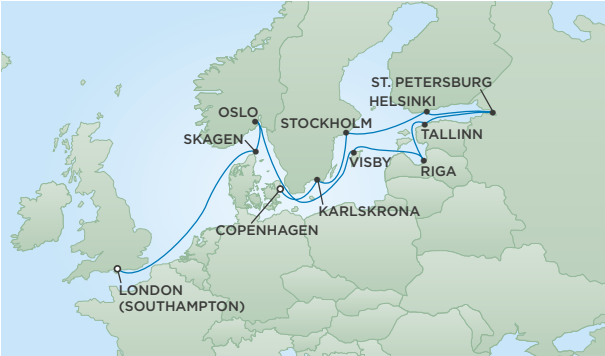 ST. PETERSBURG
HELSINKI
OSLO
STOCKHOLM
SKAGEN
TALLINN
VISBY
RIGA
KARLSKRONA
COPENHAGEN
LONDON
(SOUTHAMPTON)